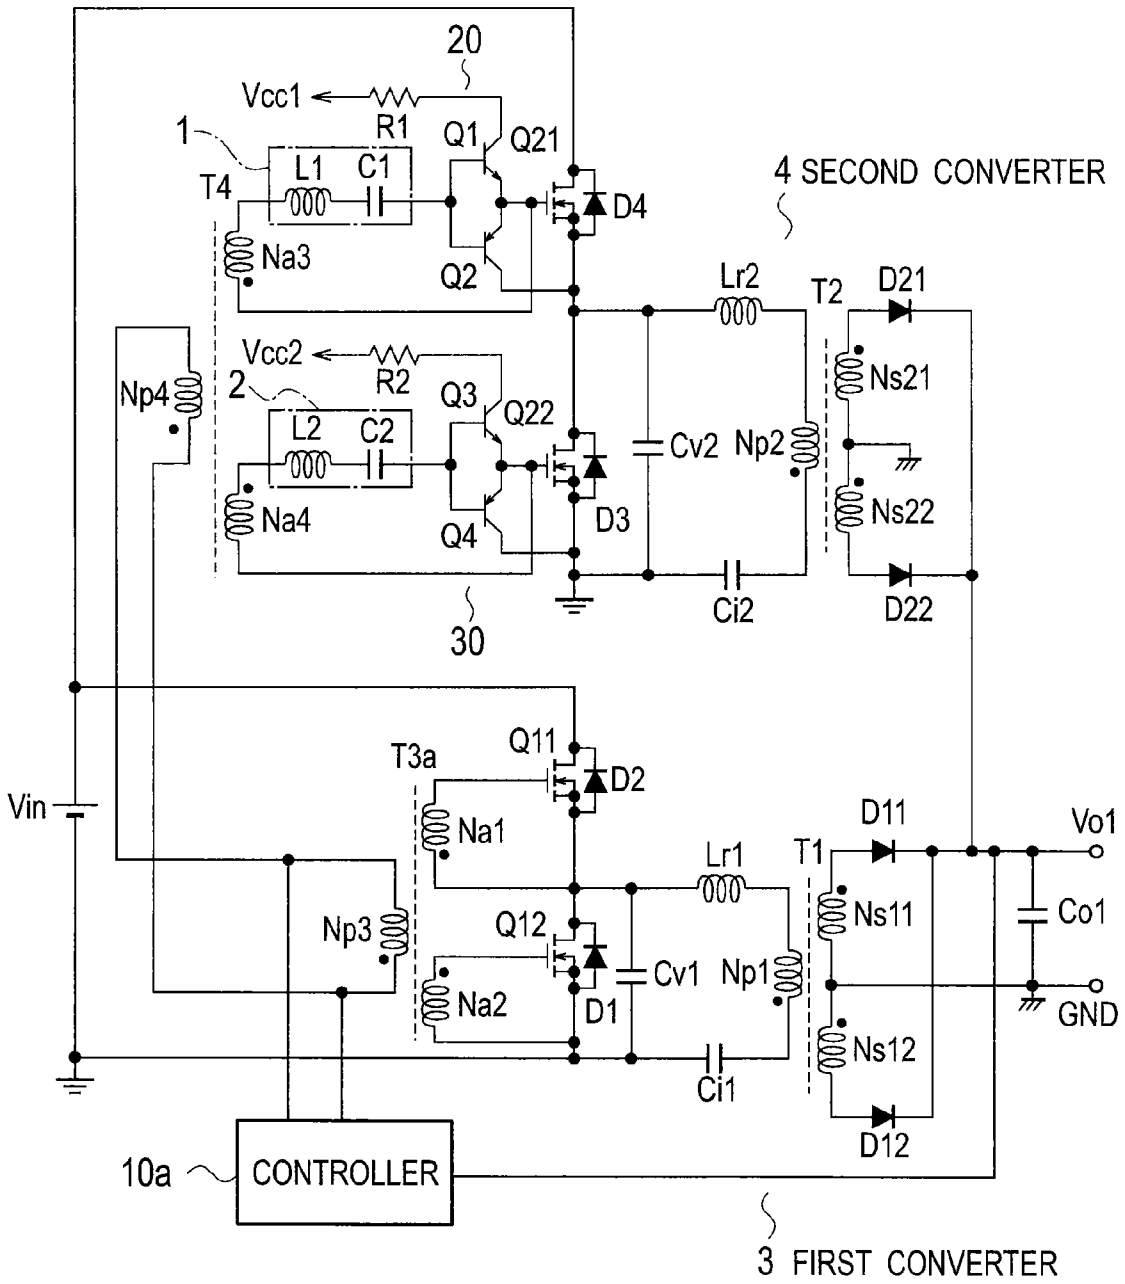 20
Vcc1
R1
Q1
Q21
1
L1
C1
T4
D4
4 SECOND CONVERTER
Na3
Q2
Lr2
T2
D21
Vcc2
R2
Np4
2
Q3
Q22
Ns21
L2
C2
Cv2
Np2
Na4
Q4
D3
Ns22
Ci2
D22
30
Q11
T3a
D2
Vin
Na1
D11
Vo1
Lr1
T1
Np3
Q12
Ns11
Co1
Cv1
Np1
Na2
D1
GND
Ns12
Ci1
D12
10a
CONTROLLER
3 FIRST CONVERTER